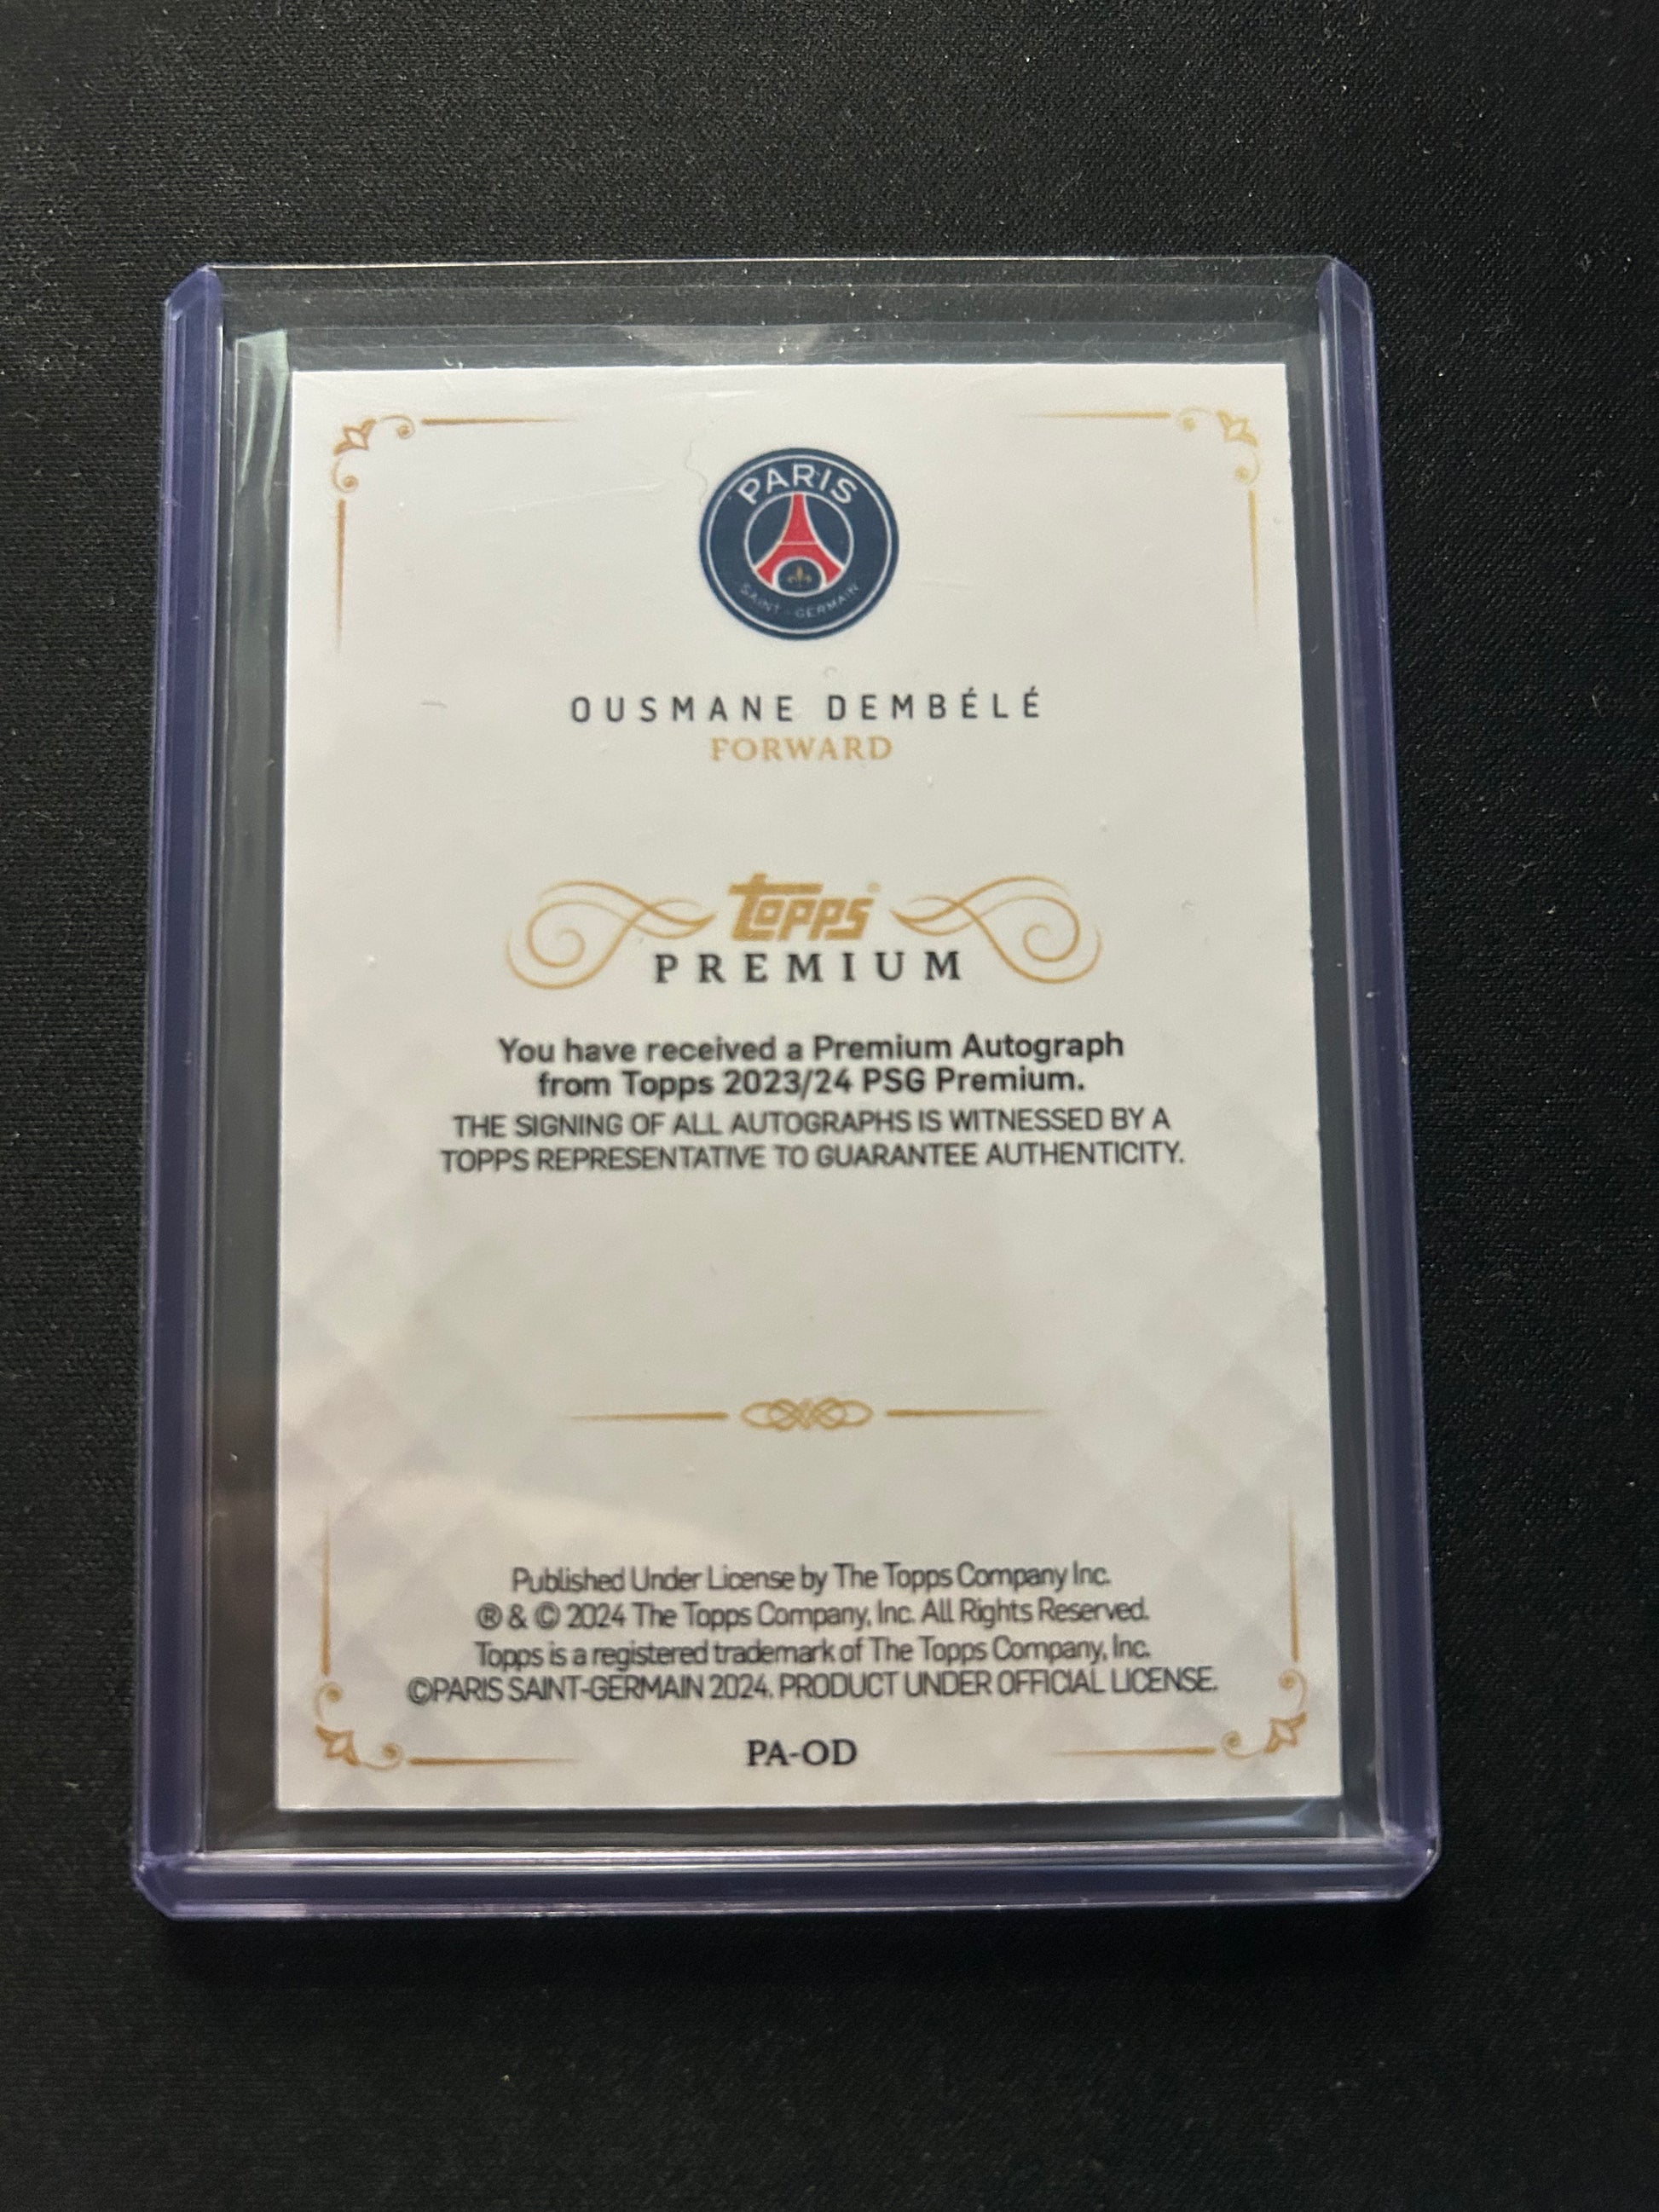 PARIS
SAINT-GERMAIN
OUSMANE DEMBÉLÉ
FORWARD
topps®
PREMIUM
You have received a Premium Autograph
from Topps 2023/24 PSG Premium.
THE SIGNING OF ALL AUTOGRAPHS IS WITNESSED BY A
TOPPS REPRESENTATIVE TO GUARANTEE AUTHENTICITY.
Published Under License by The Topps Company Inc.
® & © 2024 The Topps Company, Inc. All Rights Reserved.
Topps is a registered trademark of The Topps Company, Inc.
©PARIS SAINT-GERMAIN 2024. PRODUCT UNDER OFFICIAL LICENSE.
PA-OD